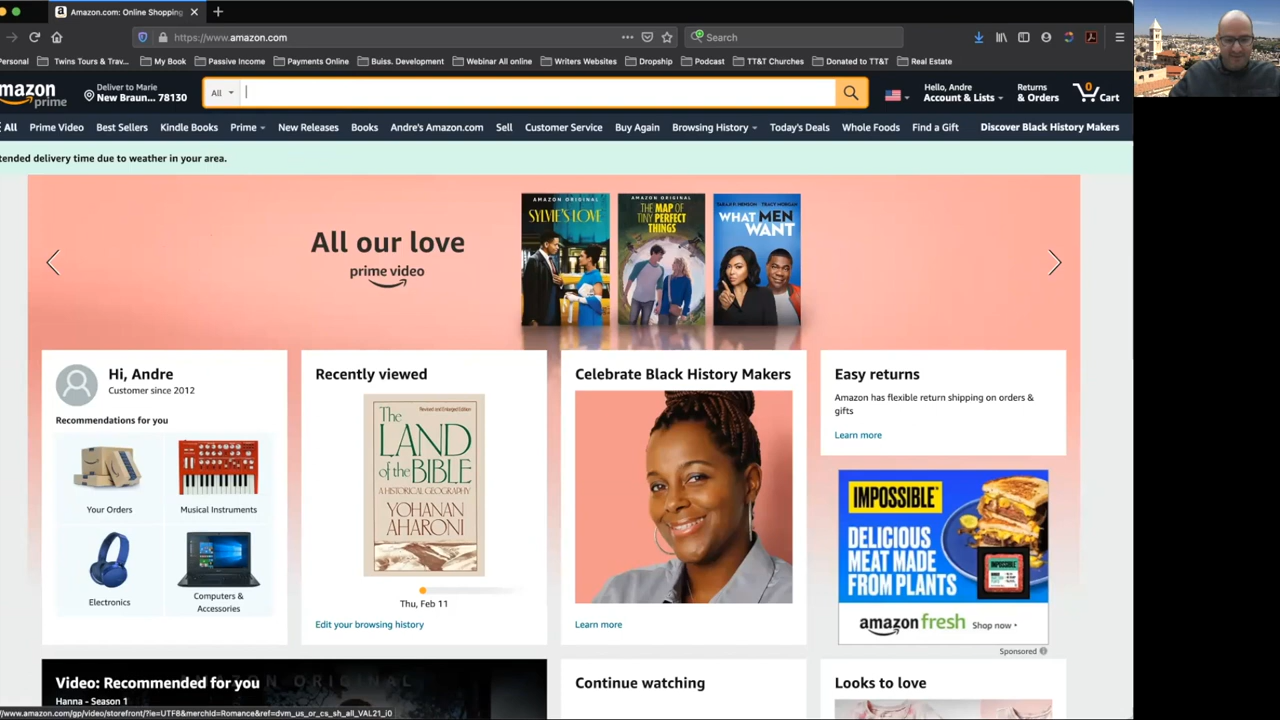 Amazon.com: Online Shopping
https://www.amazon.com
Search
Personal
Twins Tours & Trav...
My Book
Passive Income
Payments Online
Buiss. Development
Webinar All online
Writers Websites
Dropship
Podcast
TT&T Churches
Donated to TT&T
Real Estate
amazon
prime
Deliver to Marie
New Braun... 78130
All
Hello, Andre
Account & Lists
Returns
& Orders
0
Cart
All
Prime Video
Best Sellers
Kindle Books
Prime
New Releases
Books
Andre's Amazon.com
Sell
Customer Service
Buy Again
Browsing History
Today's Deals
Whole Foods
Find a Gift
Discover Black History Makers
tended delivery time due to weather in your area.
All our love
prime video
AMAZON ORIGINAL
SYLVIE'S LOVE
AMAZON ORIGINAL
THE MAP
OF
TINY PERFECT
THINGS
TARAJI P. HENSON TRACY MORGAN
WHAT MEN
WANT
Hi, Andre
Customer since 2012
Recommendations for you
Your Orders
Musical Instruments
Electronics
Computers &
Accessories
Recently viewed
Revised and Enlarged Edition
The
LAND
of the BIBLE
A HISTORICAL GEOGRAPHY
YOHANAN
AHARONI
Thu, Feb 11
Edit your browsing history
Celebrate Black History Makers
Learn more
Easy returns
Amazon has flexible return shipping on orders &
gifts
Learn more
IMPOSSIBLE
DELICIOUS
MEAT MADE
FROM PLANTS
IMPOSSIBLE
amazon fresh
Shop now
Sponsored
Video: Recommended for you
Hanna - Season 1
ORIGINAL
Continue watching
Looks to love
//www.amazon.com/gp/video/storefront/?ie=UTF8&merchId=Romance&ref=dvm_us_or_cs_sh_all_VAL21_i0